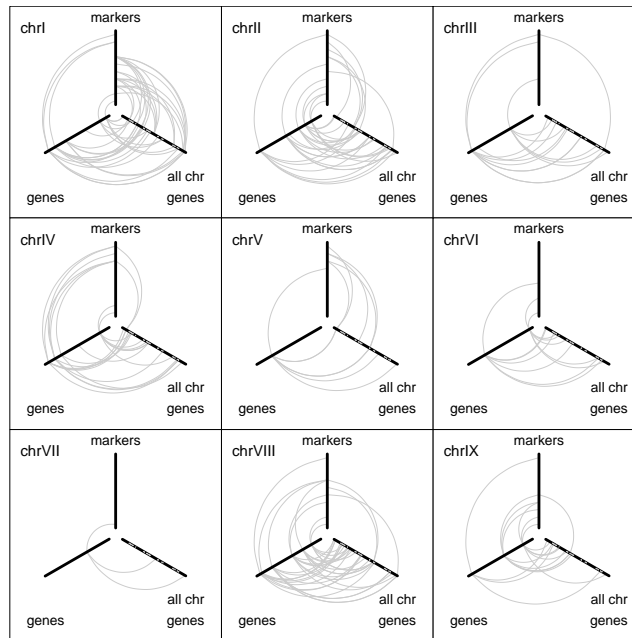 markers
chrI
all chr
genes
genes
markers
chrII
all chr
genes
genes
markers
chrIII
all chr
genes
genes
markers
chrIV
all chr
genes
genes
markers
chrV
all chr
genes
genes
markers
chrVI
all chr
genes
genes
markers
chrVII
all chr
genes
genes
markers
chrVIII
all chr
genes
genes
markers
chrIX
all chr
genes
genes